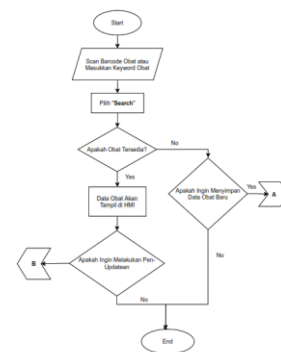 Start
Scan Barcode Obat atau
Masukkan Keyword Obat
Pilih "Search"
Apakah Obat Tersedia?
No
Yes
Data Obat Akan
Tampil di HMI
Apakah Ingin Menyimpan
Data Obat Baru
Yes
A
B
Apakah Ingin Melakukan Pen-
Updatean
No
No
End